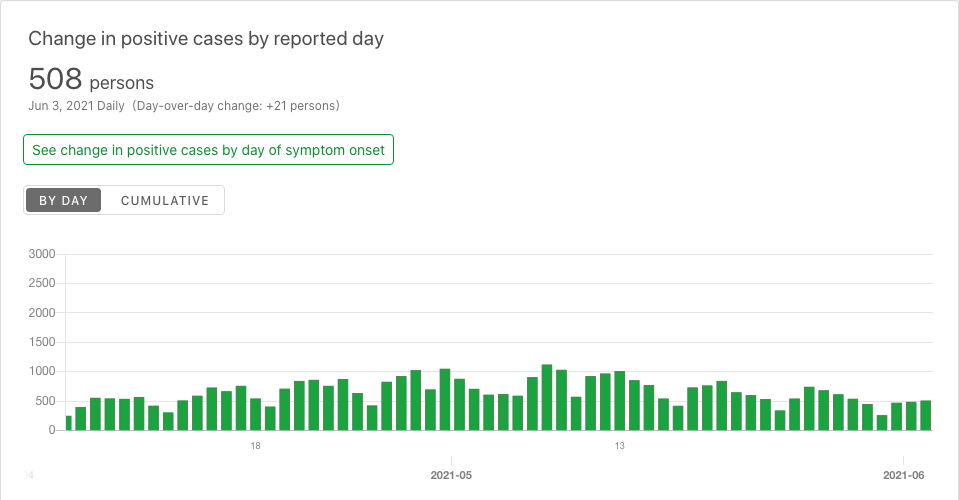 Change in positive cases by reported day
508 persons
Jun 3, 2021 Daily (Day-over-day change: +21 persons)
See change in positive cases by day of symptom onset
BY DAY CUMULATIVE
3000
2500
2000
1500
1000
500
0
18 13
2021-05 2021-06